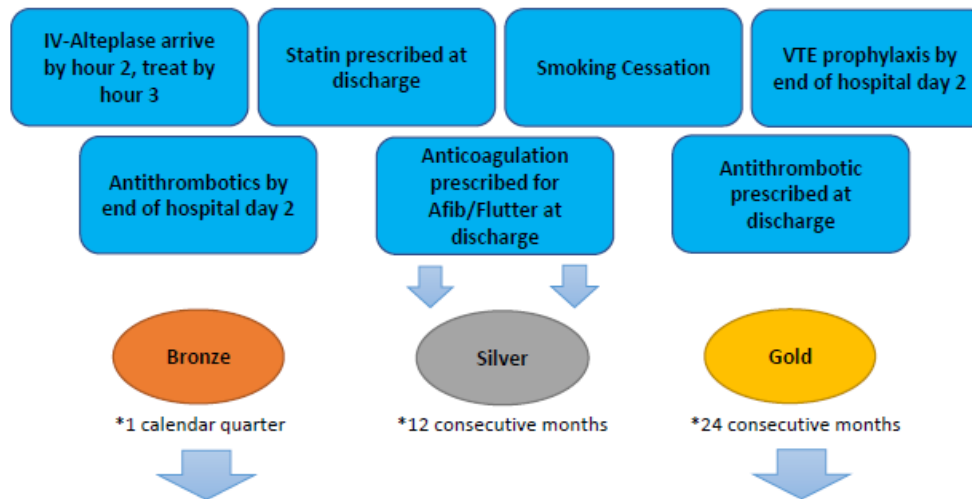 IV-Alteplase arrive
by hour 2, treat by
hour 3
Statin prescribed at
discharge
Smoking Cessation
VTE prophylaxis by
end of hospital day 2
Antithrombotics by
end of hospital day 2
Anticoagulation
prescribed for
Afib/Flutter at
discharge
Antithrombotic
prescribed at
discharge
Bronze
Silver
Gold
*1 calendar quarter
*12 consecutive months
*24 consecutive months